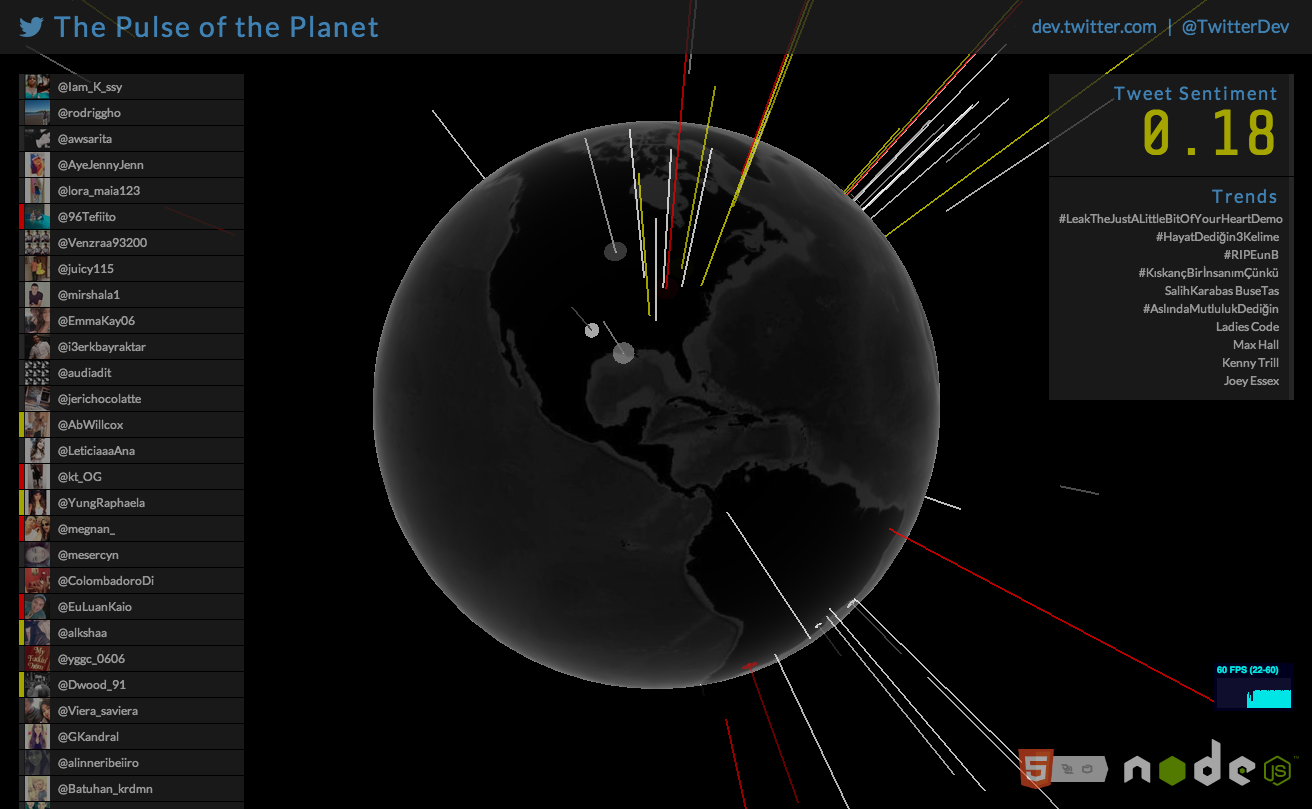 The Pulse of the Planet
dev.twitter.com | @TwitterDev
@Iam_K_ssy
@rodriggho
@awsarita
@AyeJennyJenn
@lora_maia123
@96Tefiito
@Venzraa93200
@juicy115
@mirshala1
@EmmaKay06
@i3erkbayraktar
@audiadit
@jerichocolatte
@AbWillcox
@LeticiaaaAna
@kt_OG
@YungRaphaela
@megnan_
@mesercyn
@ColombadoroDi
@EuLuanKaio
@alkshaa
@yggc_0606
@Dwood_91
@Viera_saviera
@GKandral
@alinneribeiiro
@Batuhan_krdmn
Tweet Sentiment
0.18
Trends
#LeakTheJustALittleBitOfYourHeartDemo
#HayatDediğin3Kelime
#RIPEunB
#KıskançBirİnsanımÇünkü
SalihKarabas BuseTas
#AslındaMutlulukDediğin
Ladies Code
Max Hall
Kenny Trill
Joey Essex
60 FPS (22-60)
5
node
JS